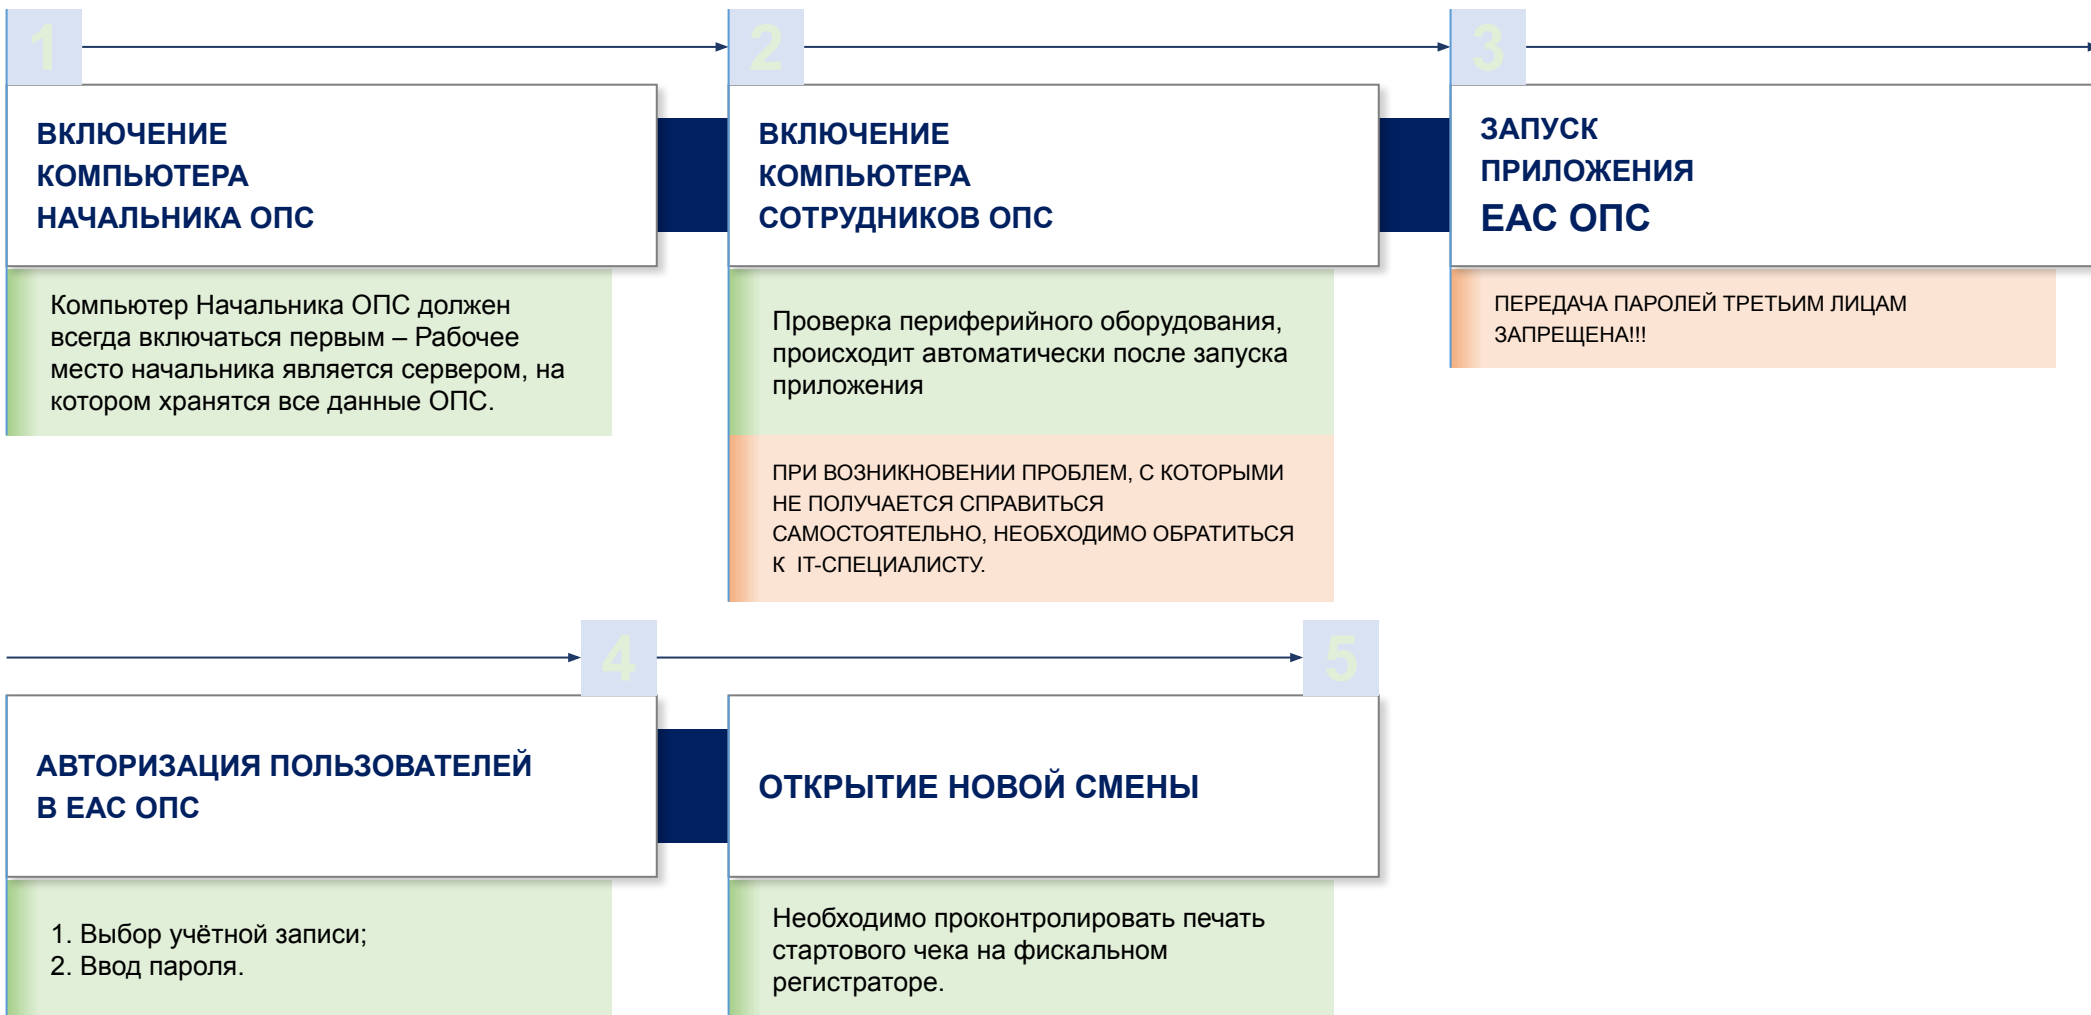 1
ВКЛЮЧЕНИЕ
КОМПЬЮТЕРА
НАЧАЛЬНИКА ОПС
Компьютер Начальника ОПС должен
всегда включаться первым – Рабочее
место начальника является сервером, на
котором хранятся все данные ОПС.
2
ВКЛЮЧЕНИЕ
КОМПЬЮТЕРА
СОТРУДНИКОВ ОПС
Проверка периферийного оборудования,
происходит автоматически после запуска
приложения
ПРИ ВОЗНИКНОВЕНИИ ПРОБЛЕМ, С КОТОРЫМИ
НЕ ПОЛУЧАЕТСЯ СПРАВИТЬСЯ
САМОСТОЯТЕЛЬНО, НЕОБХОДИМО ОБРАТИТЬСЯ
К IT-СПЕЦИАЛИСТУ.
3
ЗАПУСК
ПРИЛОЖЕНИЯ
ЕАС ОПС
ПЕРЕДАЧА ПАРОЛЕЙ ТРЕТЬИМ ЛИЦАМ
ЗАПРЕЩЕНА!!!
4
АВТОРИЗАЦИЯ ПОЛЬЗОВАТЕЛЕЙ
В ЕАС ОПС
1. Выбор учётной записи;
2. Ввод пароля.
5
ОТКРЫТИЕ НОВОЙ СМЕНЫ
Необходимо проконтролировать печать
стартового чека на фискальном
регистраторе.